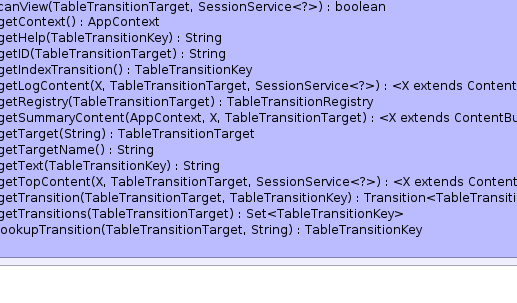 canView(TableTransitionTarget, SessionService<?>) : boolean
getContext() : AppContext
getHelp(TableTransitionKey) : String
getID(TableTransitionTarget) : String
getIndexTransition() : TableTransitionKey
getLogContent(X, TableTransitionTarget, SessionService<?>) : <X extends Content
getRegistry(TableTransitionTarget) : TableTransitionRegistry
getSummaryContent(AppContext, X, TableTransitionTarget) : <X extends ContentBu
getTarget(String) : TableTransitionTarget
getTargetName() : String
getText(TableTransitionKey) : String
getTopContent(X, TableTransitionTarget, SessionService<?>) : <X extends Content
getTransition(TableTransitionTarget, TableTransitionKey) : Transition<TableTransiti
getTransitions(TableTransitionTarget) : Set<TableTransitionKey>
lookupTransition(TableTransitionTarget, String) : TableTransitionKey